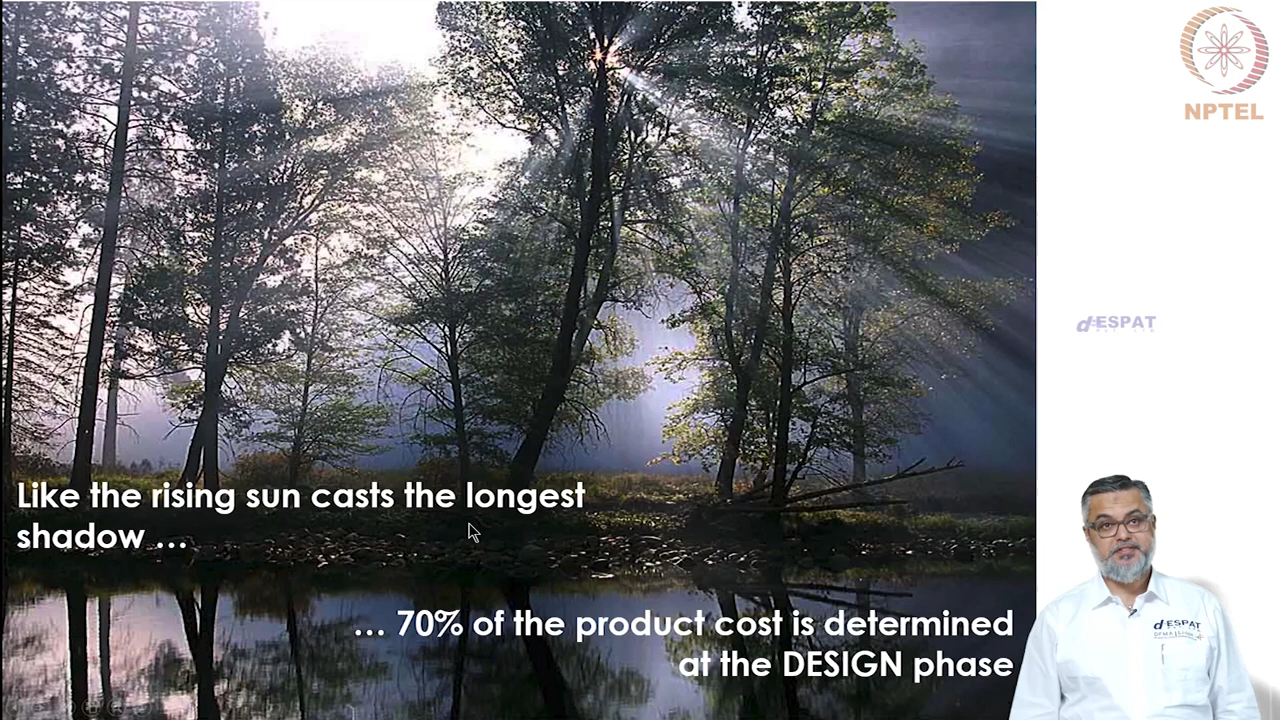 NPTEL
d:ESPAT
Like the rising sun casts the longest
shadow ...
... 70% of the product cost is determined
at the DESIGN phase
d:ESPAT